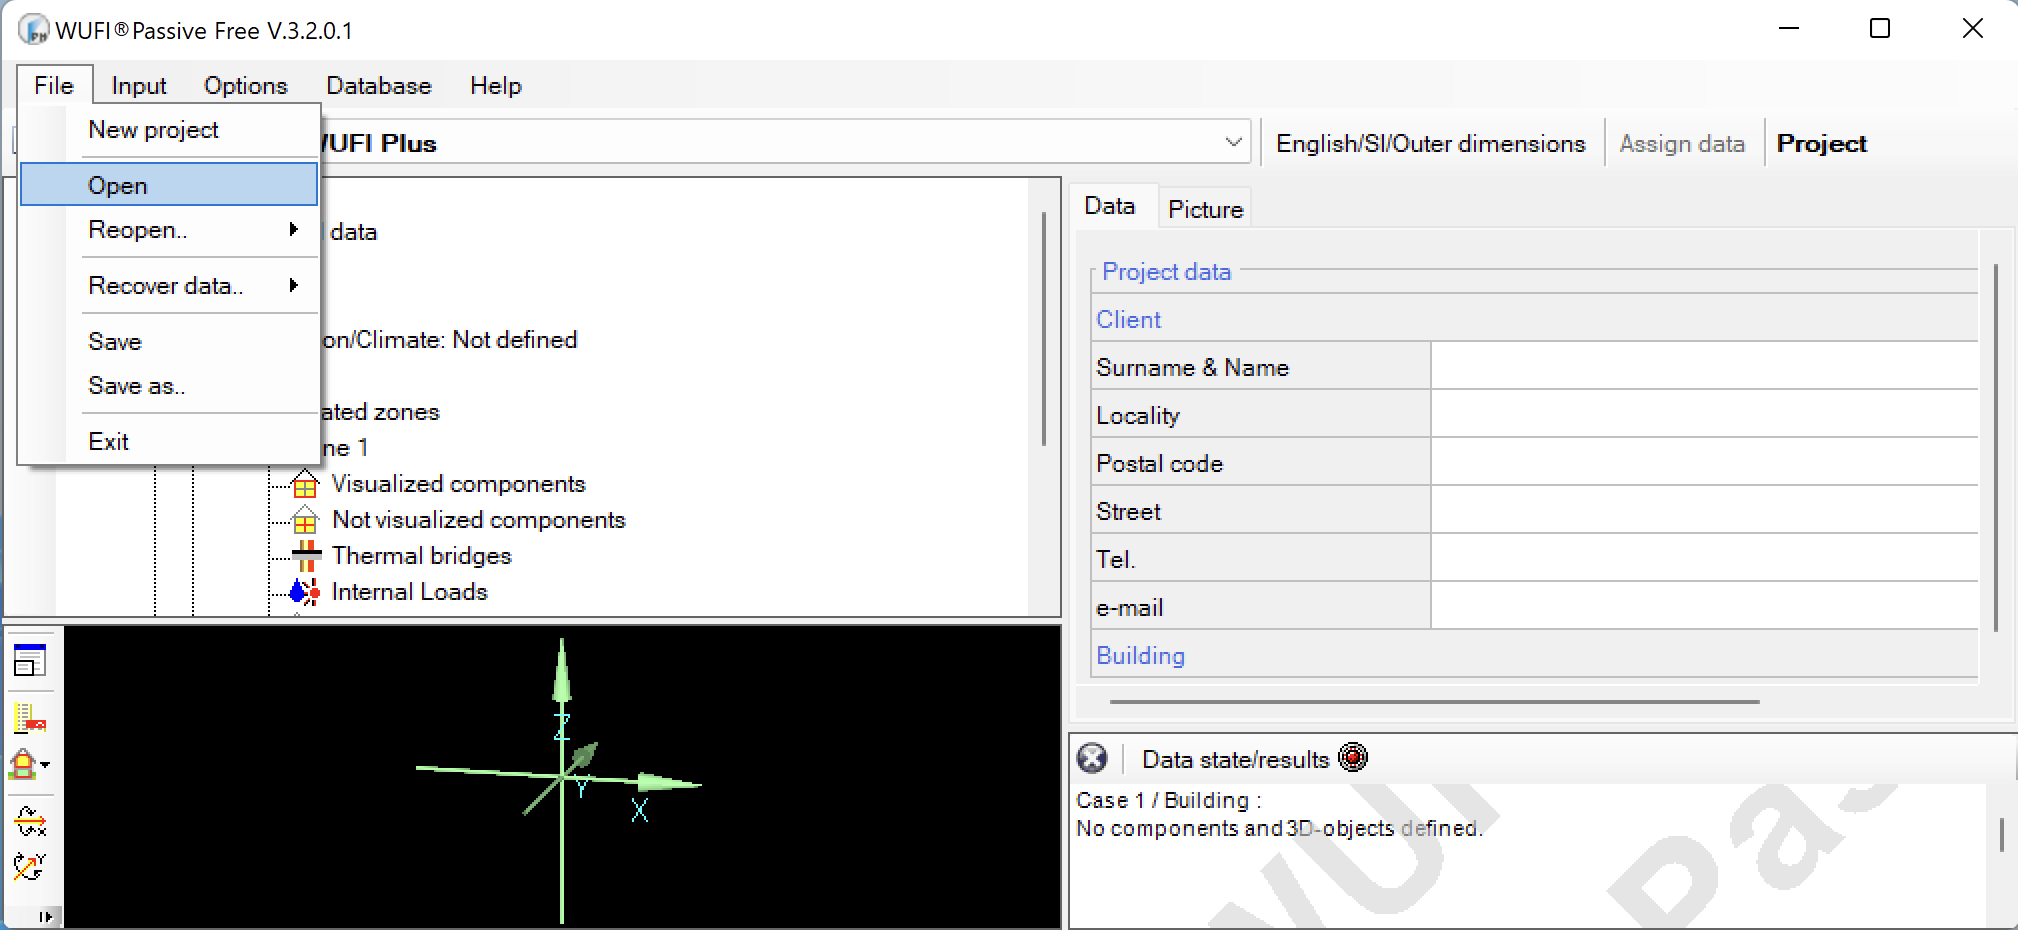 WUFI®Passive Free V.3.2.0.1
File Input Options Database Help
New project
Open
Reopen..
Recover data..
Save
Save as..
Exit
UFI Plus
English/SI/Outer dimensions Assign data Project
data
on/Climate: Not defined
ated zones
ne 1
Visualized components
Not visualized components
Thermal bridges
Internal Loads
Z
Y
X
Data Picture
Project data
Client
Surname & Name
Locality
Postal code
Street
Tel.
e-mail
Building
Data state/results
Case 1 / Building :
No components and 3D-objects defined.
WUF
Pas